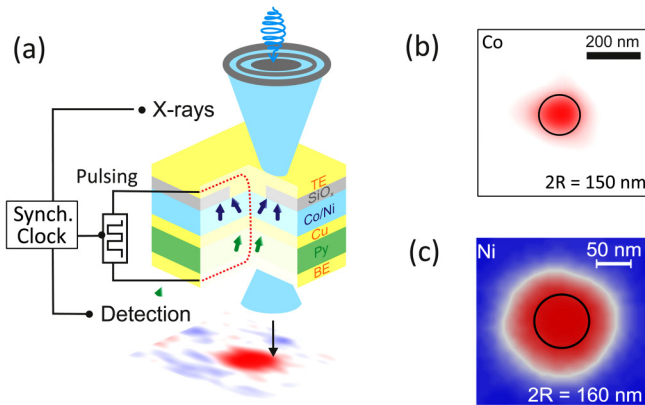 (a)
X-rays
Pulsing
Synch.
Clock
Detection
TE
SiOₓ
Co/Ni
Cu
Py
BE
(b)
Co
200 nm
2R = 150 nm
(c)
Ni
50 nm
2R = 160 nm